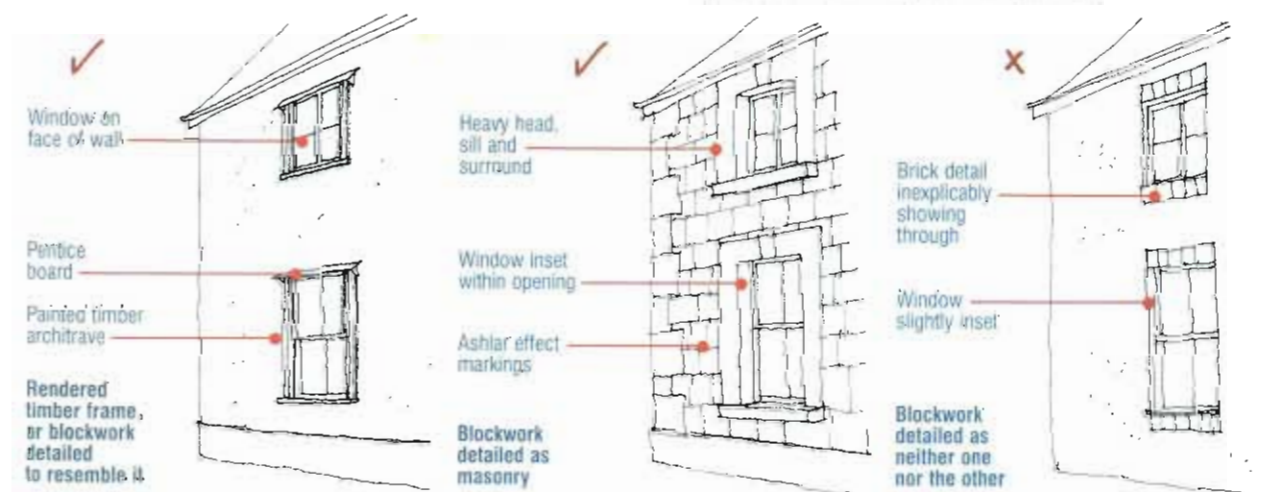 Window on
face of wall
Pentice
board
Painted timber
architrave
Rendered
timber frame,
or blockwork
detailed
to resemble it.
Heavy head,
sill and
surround
Window inset
within opening
Ashlar effect
markings
Blockwork
detailed as
masonry
Brick detail
inexplicably
showing
through
Window
slightly inset
Blockwork
detailed as
neither one
nor the other